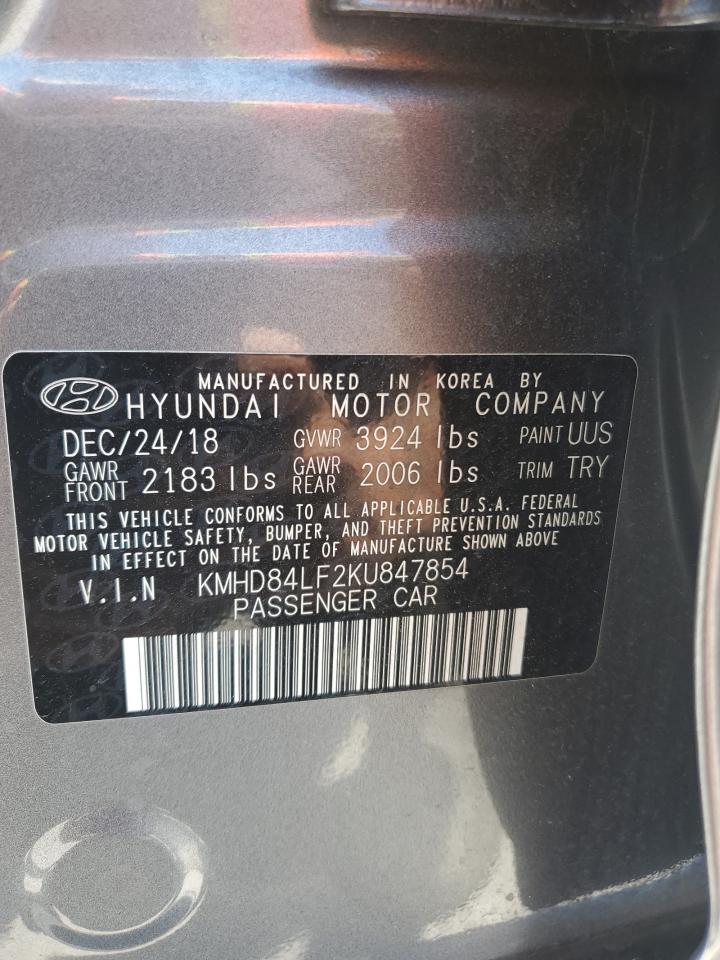 MANUFACTURED IN KOREA BY
HYUNDAI MOTOR COMPANY
DEC/24/18 GVWR 3924 lbs PAINT UUS
GAWR FRONT 2183 lbs GAWR REAR 2006 lbs TRIM TRY
THIS VEHICLE CONFORMS TO ALL APPLICABLE U.S.A. FEDERAL
MOTOR VEHICLE SAFETY, BUMPER, AND THEFT PREVENTION STANDARDS
IN EFFECT ON THE DATE OF MANUFACTURE SHOWN ABOVE
V.I.N KMHD84LF2KU847854
PASSENGER CAR